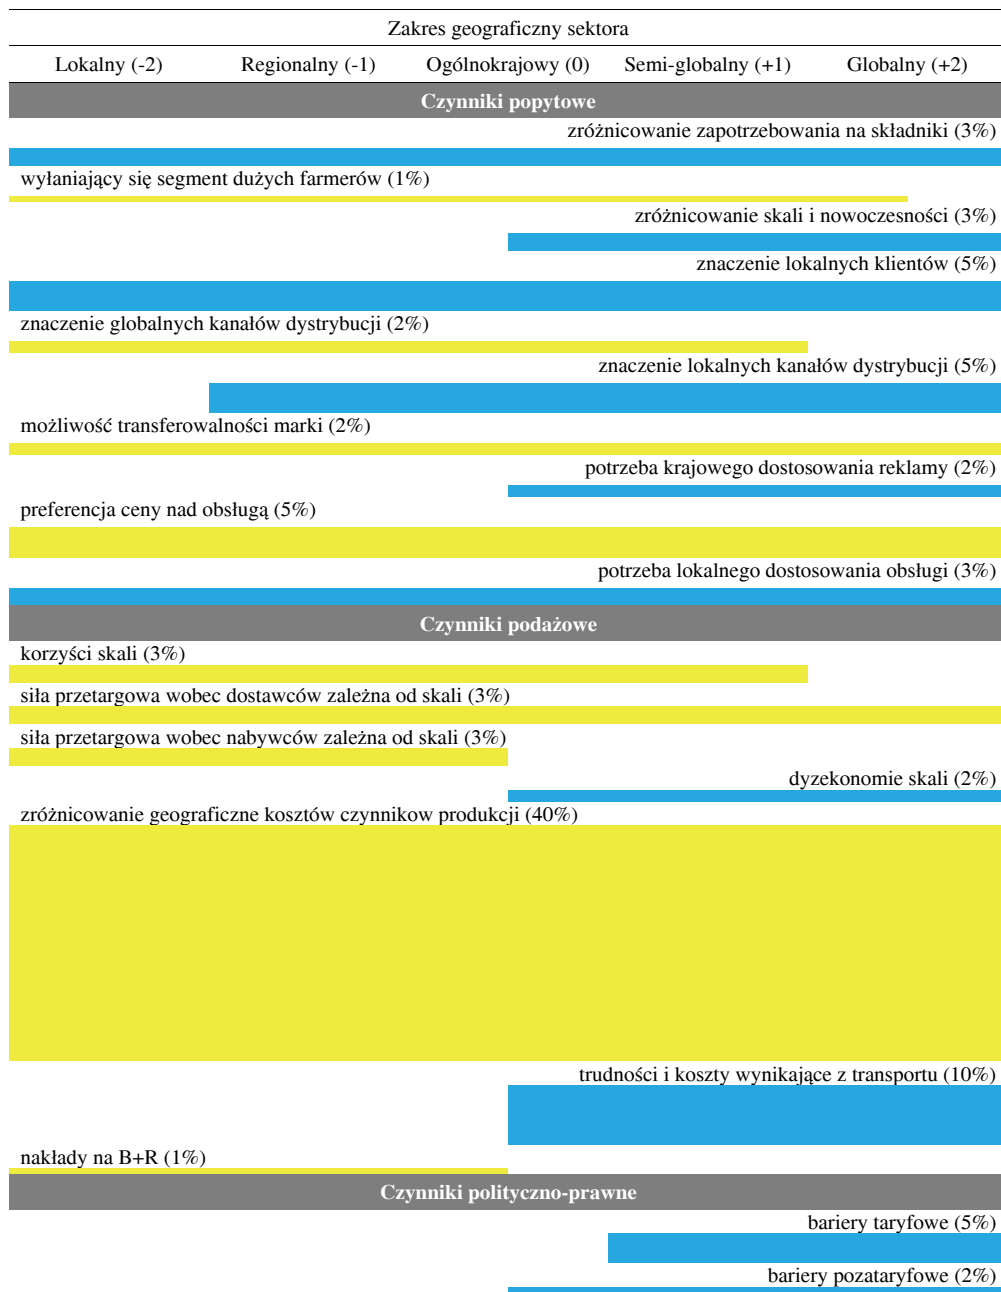 Zakres geograficzny sektora
Lokalny (-2) Regionalny (-1) Ogólnokrajowy (0) Semi-globalny (+1) Globalny (+2)
Czynniki popytowe
zróżnicowanie zapotrzebowania na składniki (3%)
wyłaniający się segment dużych farmerów (1%)
zróżnicowanie skali i nowoczesności (3%)
znaczenie lokalnych klientów (5%)
znaczenie globalnych kanałów dystrybucji (2%)
znaczenie lokalnych kanałów dystrybucji (5%)
możliwość transferowalności marki (2%)
potrzeba krajowego dostosowania reklamy (2%)
preferencja ceny nad obsługą (5%)
potrzeba lokalnego dostosowania obsługi (3%)
Czynniki podażowe
korzyści skali (3%)
siła przetargowa wobec dostawców zależna od skali (3%)
siła przetargowa wobec nabywców zależna od skali (3%)
dyzekonomie skali (2%)
zróżnicowanie geograficzne kosztów czynnikow produkcji (40%)
trudności i koszty wynikające z transportu (10%)
nakłady na B+R (1%)
Czynniki polityczno-prawne
bariery taryfowe (5%)
bariery pozataryfowe (2%)